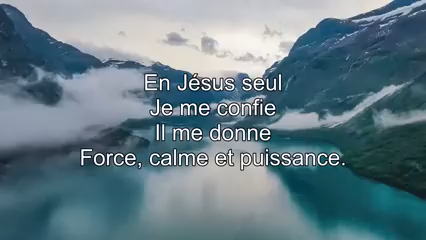 En Jésus seul
Je me confie
Il me donne
Force, calme et puissance.